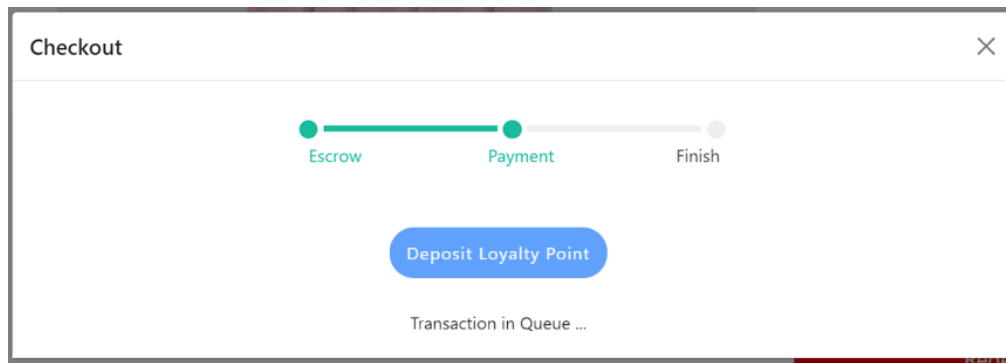 Checkout
Escrow Payment Finish
Deposit Loyalty Point
Transaction in Queue ...